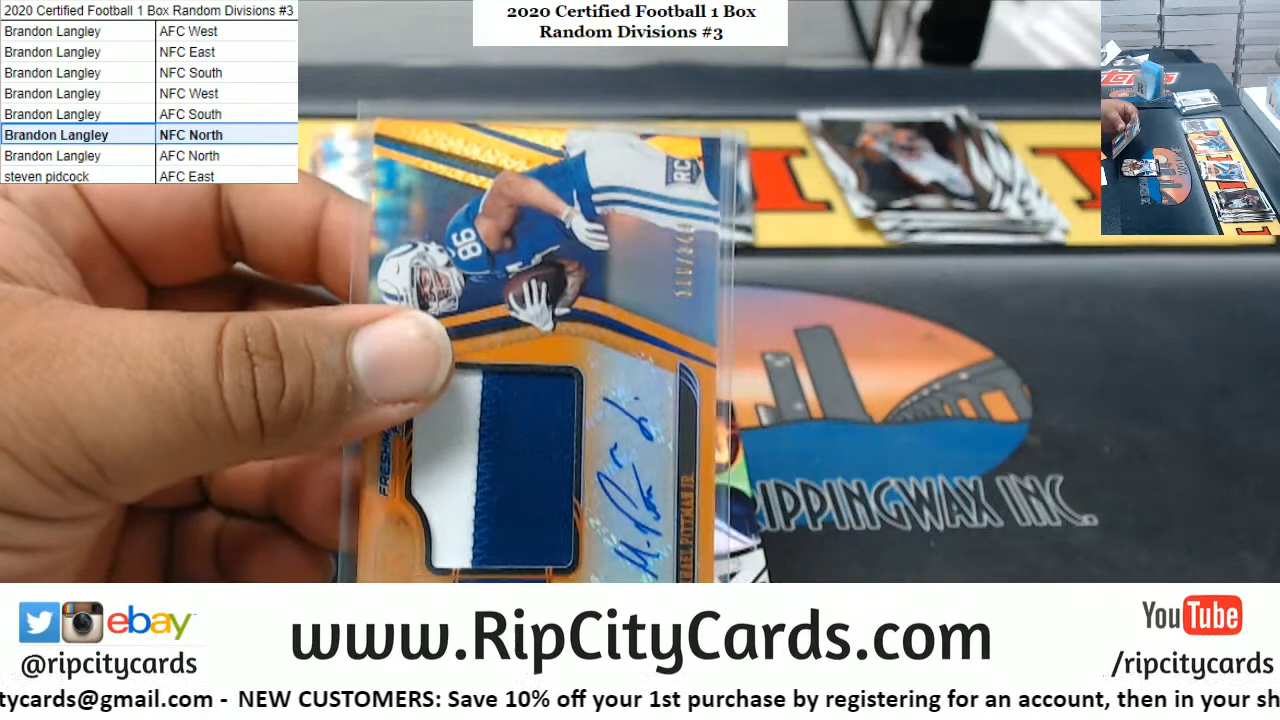 2020 Certified Football 1 Box Random Divisions #3
Brandon Langley AFC West
Brandon Langley NFC East
Brandon Langley NFC South
Brandon Langley NFC West
Brandon Langley AFC South
Brandon Langley NFC North
Brandon Langley AFC North
steven pidcock AFC East
2020 Certified Football 1 Box
Random Divisions #3
RC
86
FRESH
RIPPINGWAX INC.
ebay
@ripcitycards
www.RipCityCards.com
YouTube
/ripcitycards
tycards@gmail.com - NEW CUSTOMERS: Save 10% off your 1st purchase by registering for an account, then in your sh